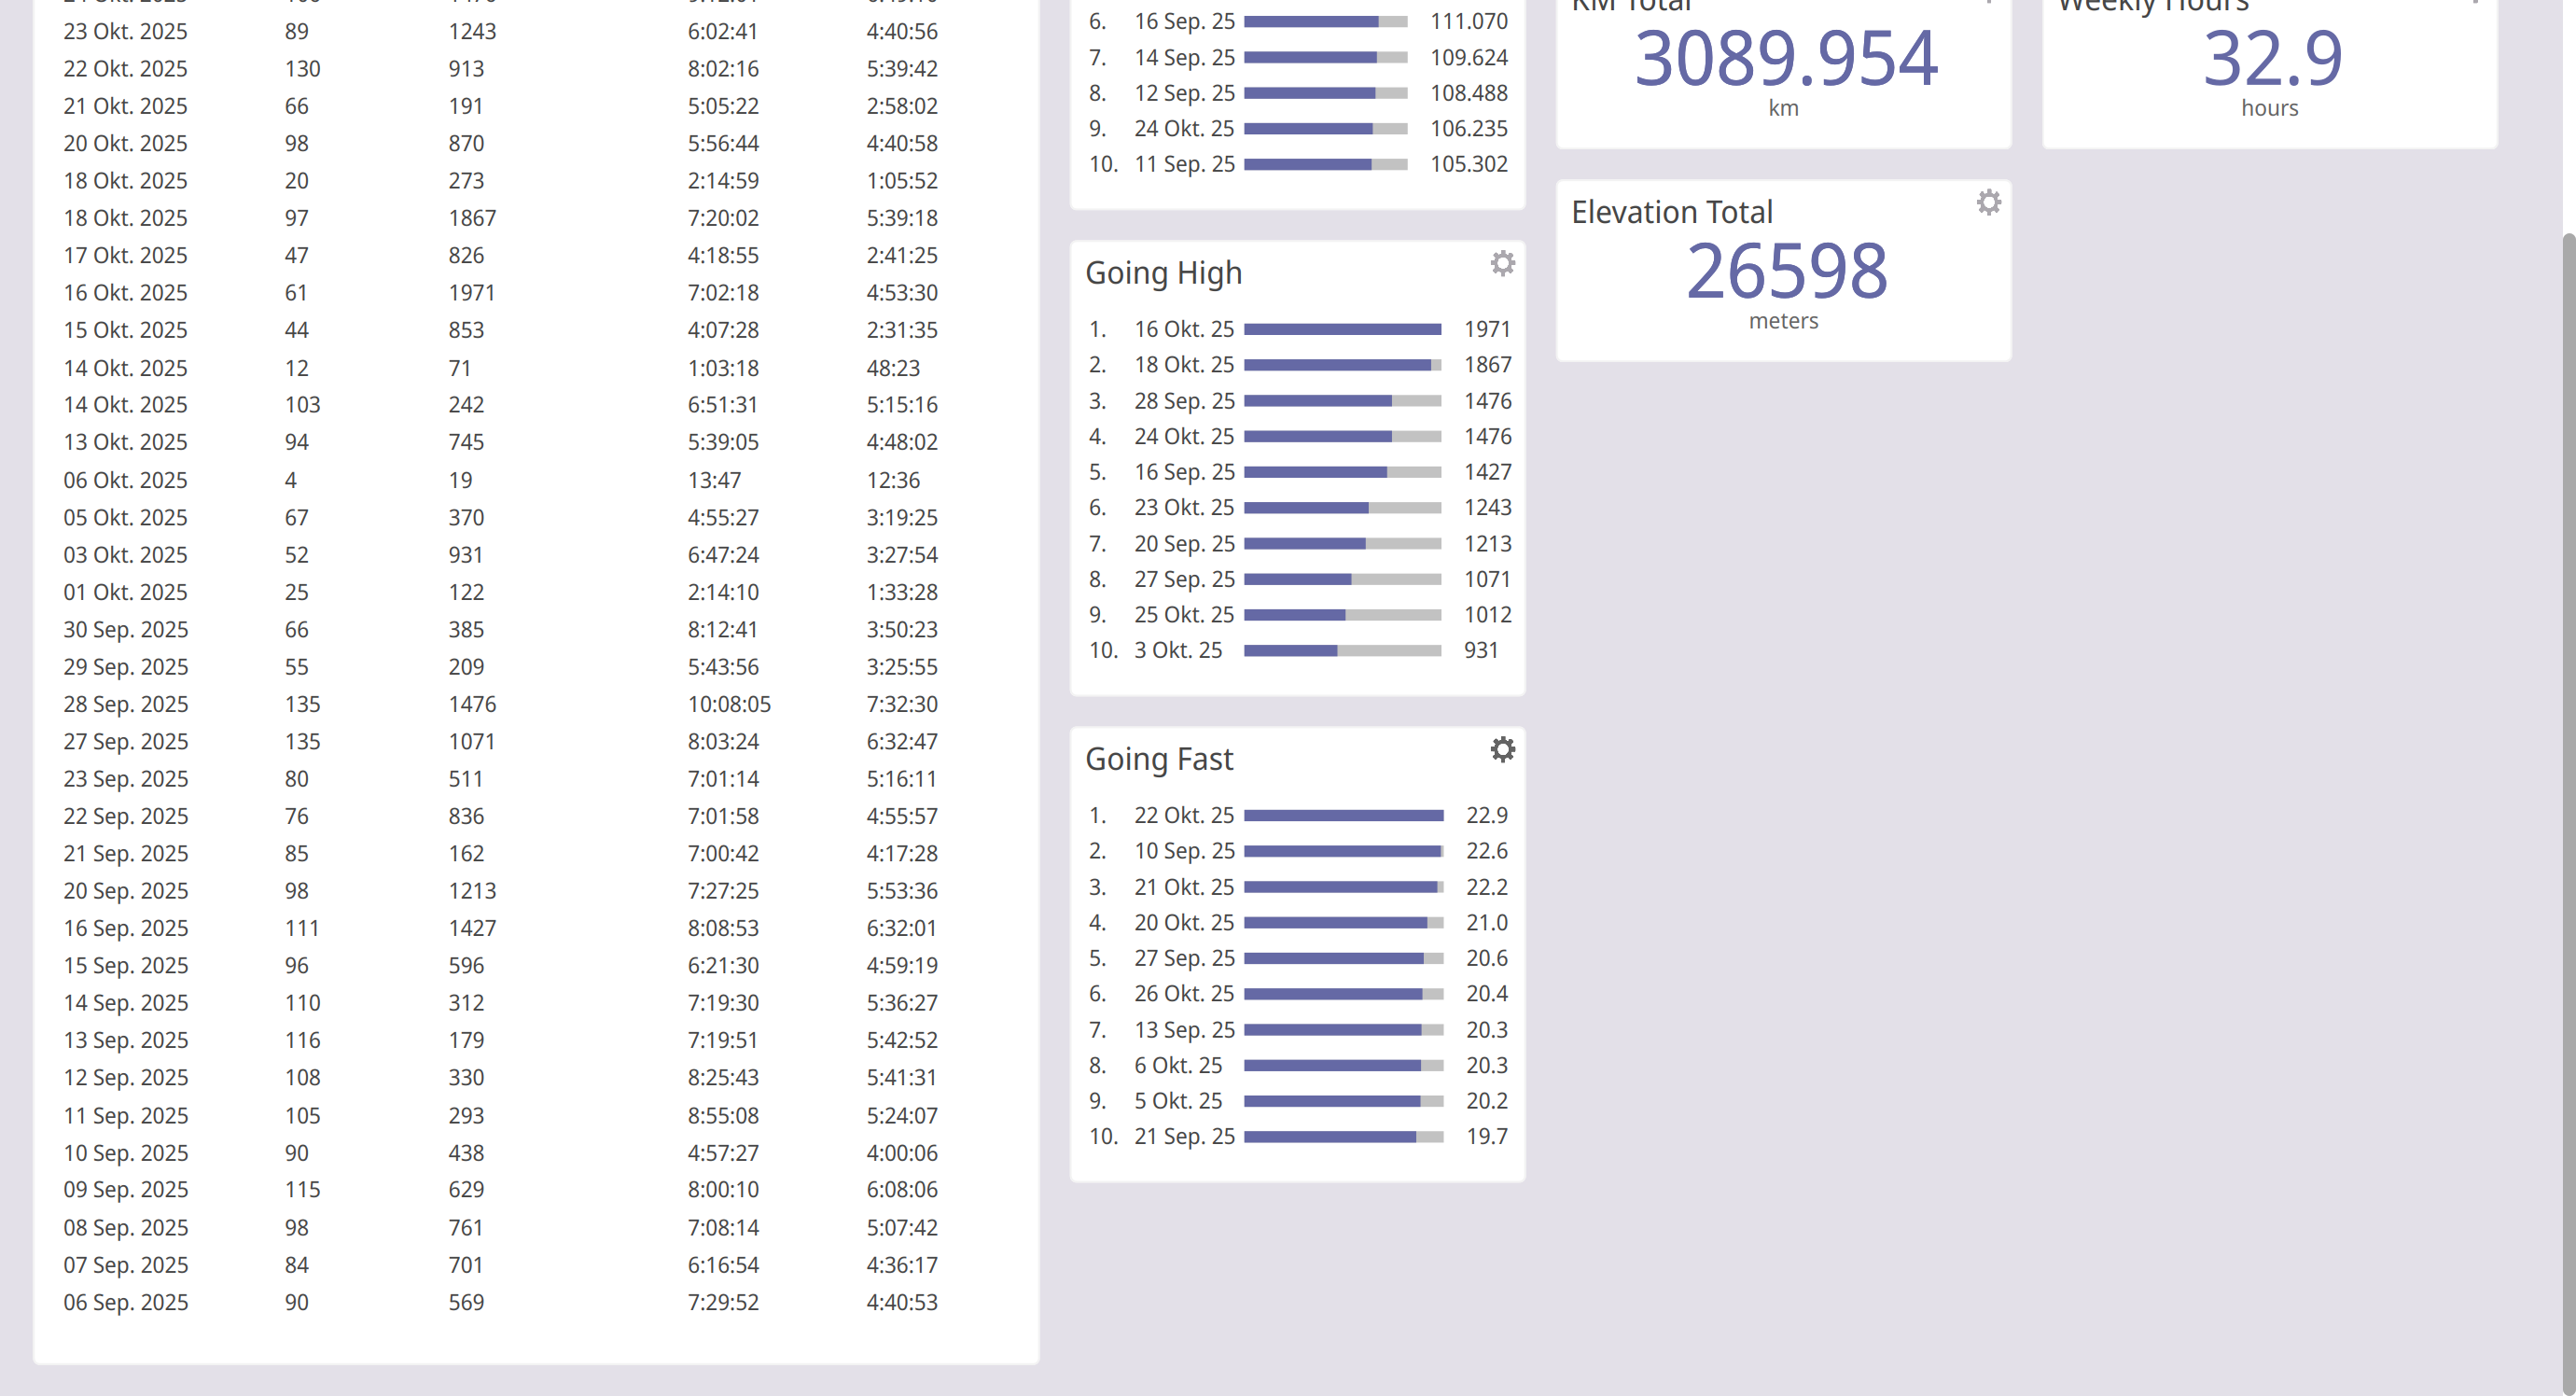 23 Okt. 2025 89 1243 6:02:41 4:40:56
22 Okt. 2025 130 913 8:02:16 5:39:42
21 Okt. 2025 66 191 5:05:22 2:58:02
20 Okt. 2025 98 870 5:56:44 4:40:58
18 Okt. 2025 20 273 2:14:59 1:05:52
18 Okt. 2025 97 1867 7:20:02 5:39:18
17 Okt. 2025 47 826 4:18:55 2:41:25
16 Okt. 2025 61 1971 7:02:18 4:53:30
15 Okt. 2025 44 853 4:07:28 2:31:35
14 Okt. 2025 12 71 1:03:18 48:23
14 Okt. 2025 103 242 6:51:31 5:15:16
13 Okt. 2025 94 745 5:39:05 4:48:02
06 Okt. 2025 4 19 13:47 12:36
05 Okt. 2025 67 370 4:55:27 3:19:25
03 Okt. 2025 52 931 6:47:24 3:27:54
01 Okt. 2025 25 122 2:14:10 1:33:28
30 Sep. 2025 66 385 8:12:41 3:50:23
29 Sep. 2025 55 209 5:43:56 3:25:55
28 Sep. 2025 135 1476 10:08:05 7:32:30
27 Sep. 2025 135 1071 8:03:24 6:32:47
23 Sep. 2025 80 511 7:01:14 5:16:11
22 Sep. 2025 76 836 7:01:58 4:55:57
21 Sep. 2025 85 162 7:00:42 4:17:28
20 Sep. 2025 98 1213 7:27:25 5:53:36
16 Sep. 2025 111 1427 8:08:53 6:32:01
15 Sep. 2025 96 596 6:21:30 4:59:19
14 Sep. 2025 110 312 7:19:30 5:36:27
13 Sep. 2025 116 179 7:19:51 5:42:52
12 Sep. 2025 108 330 8:25:43 5:41:31
11 Sep. 2025 105 293 8:55:08 5:24:07
10 Sep. 2025 90 438 4:57:27 4:00:06
09 Sep. 2025 115 629 8:00:10 6:08:06
08 Sep. 2025 98 761 7:08:14 5:07:42
07 Sep. 2025 84 701 6:16:54 4:36:17
06 Sep. 2025 90 569 7:29:52 4:40:53
6. 16 Sep. 25 111.070
7. 14 Sep. 25 109.624
8. 12 Sep. 25 108.488
9. 24 Okt. 25 106.235
10. 11 Sep. 25 105.302
Going High
1. 16 Okt. 25 1971
2. 18 Okt. 25 1867
3. 28 Sep. 25 1476
4. 24 Okt. 25 1476
5. 16 Sep. 25 1427
6. 23 Okt. 25 1243
7. 20 Sep. 25 1213
8. 27 Sep. 25 1071
9. 25 Okt. 25 1012
10. 3 Okt. 25 931
Going Fast
1. 22 Okt. 25 22.9
2. 10 Sep. 25 22.6
3. 21 Okt. 25 22.2
4. 20 Okt. 25 21.0
5. 27 Sep. 25 20.6
6. 26 Okt. 25 20.4
7. 13 Sep. 25 20.3
8. 6 Okt. 25 20.3
9. 5 Okt. 25 20.2
10. 21 Sep. 25 19.7
KM Total
3089.954
km
Elevation Total
26598
meters
Weekly Hours
32.9
hours